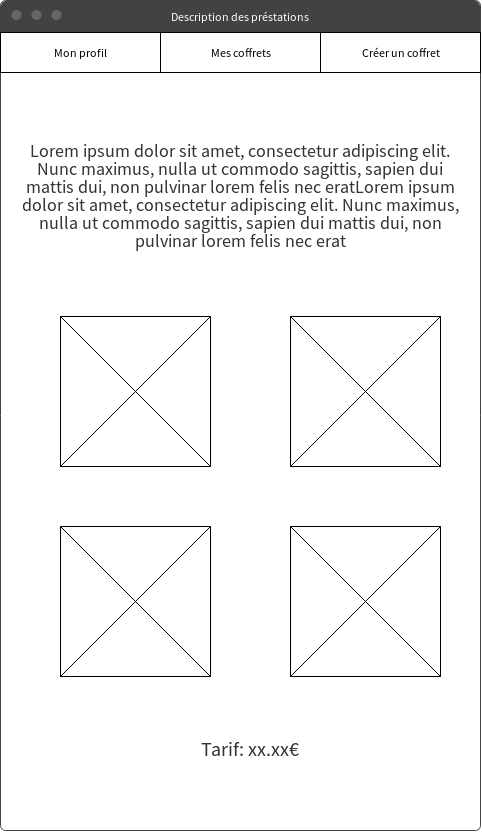 Description des préstations
Mon profil
Mes coffrets
Créer un coffret
Lorem ipsum dolor sit amet, consectetur adipiscing elit.
Nunc maximus, nulla ut commodo sagittis, sapien dui
mattis dui, non pulvinar lorem felis nec eratLorem ipsum
dolor sit amet, consectetur adipiscing elit. Nunc maximus,
nulla ut commodo sagittis, sapien dui mattis dui, non
pulvinar lorem felis nec erat
Tarif: xx.xx€